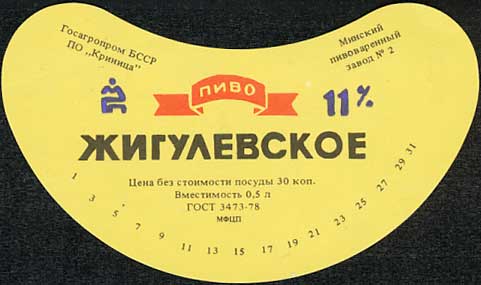 Госагропром БССР
ПО „Криница"
Минский
пивоваренный
завод № 2
ПИВО
11%
ЖИГУЛЕВСКОЕ
Цена без стоимости посуды 30 коп.
Вместимость 0,5 л
ГОСТ 3473-78
МФЦП
1 3 5 7 9 11 13 15 17 19 21 23 25 27 29 31